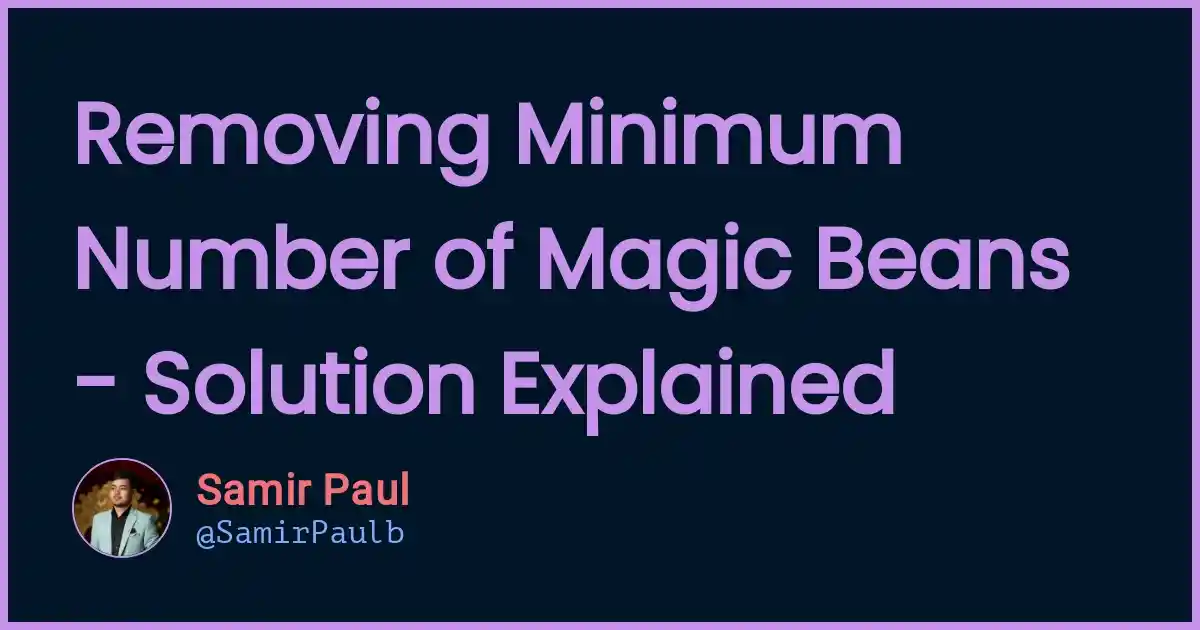 Removing Minimum
Number of Magic Beans
- Solution Explained
Samir Paul
@SamirPaulb